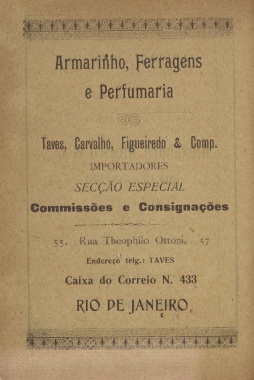 Armarinho, Ferragens
e Perfumaria
Taves, Carvalho, Figueiredo & Comp.
IMPORTADORES
SECÇÃO ESPECIAL
Commissões e Consignações
55, Rua Theophilo Ottoni, 57
Endereço telg.: TAVES
Caixa do Correio N. 433
RIO DE JANEIRO